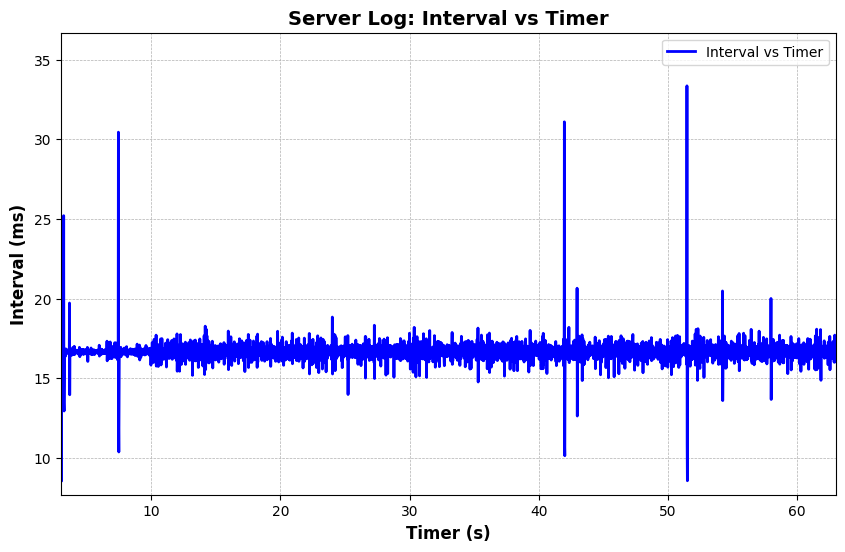 Server Log: Interval vs Timer
Interval vs Timer
35
30
25
20
15
10
Interval (ms)
10 20 30 40 50 60
Timer (s)